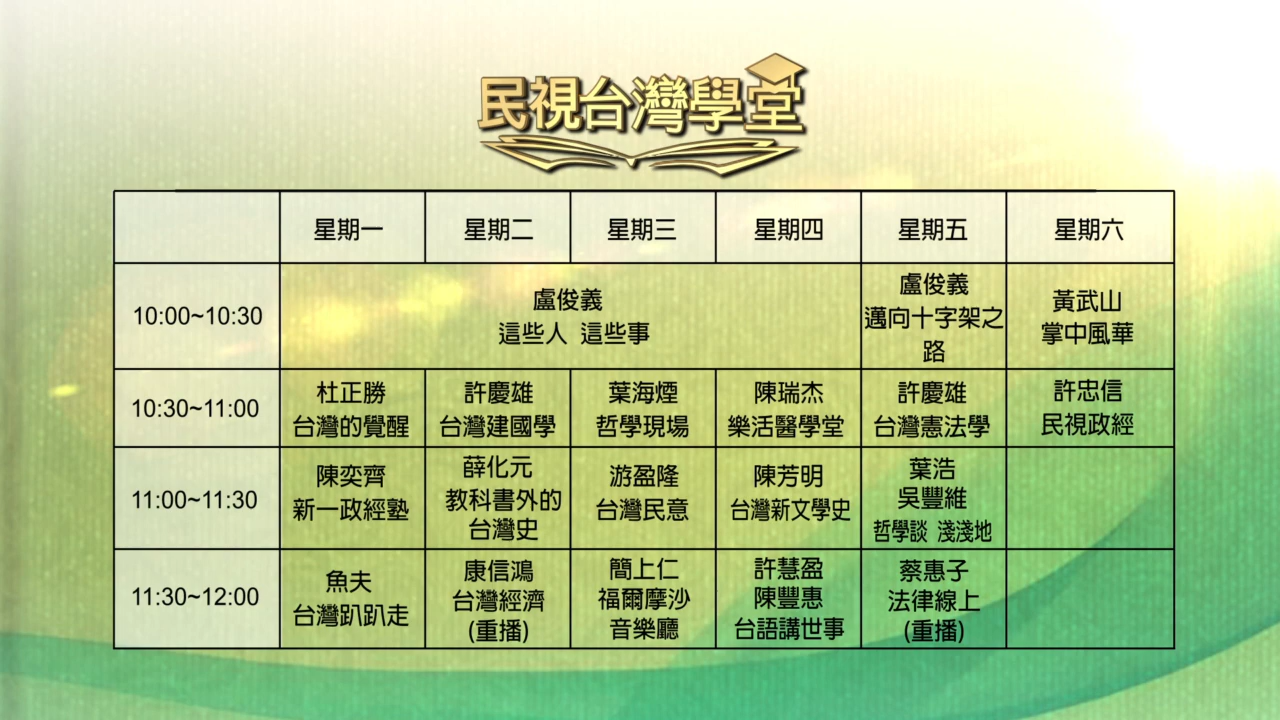 民視台灣學堂
星期一 星期二 星期三 星期四 星期五 星期六
10:00~10:30
盧俊義
這些人 這些事
盧俊義
邁向十字架之
路
黃武山
掌中風華
10:30~11:00
杜正勝
台灣的覺醒
許慶雄
台灣建國學
葉海煙
哲學現場
陳瑞杰
樂活醫學堂
許慶雄
台灣憲法學
許忠信
民視政經
11:00~11:30
陳奕齊
新一政經塾
薛化元
教科書外的
台灣史
游盈隆
台灣民意
陳芳明
台灣新文學史
葉浩
吳豐維
哲學談 淺淺地
11:30~12:00
魚夫
台灣趴趴走
康信鴻
台灣經濟
(重播)
簡上仁
福爾摩沙
音樂廳
許慧盈
陳豐惠
台語講世事
蔡惠子
法律線上
(重播)